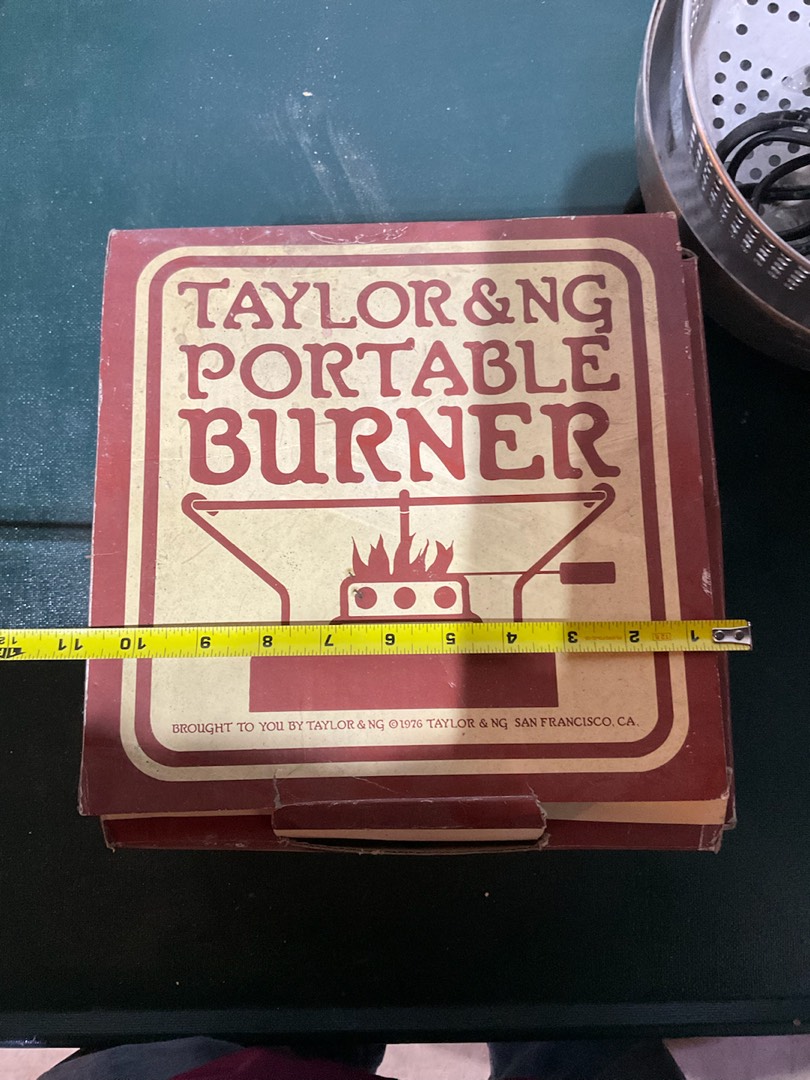 TAYLOR & NG
PORTABLE
BURNER
11 10 9 8 7 6 5 4 3 2 1
BROUGHT TO YOU BY TAYLOR & NG © 1976 TAYLOR & NG SAN FRANCISCO, CA.